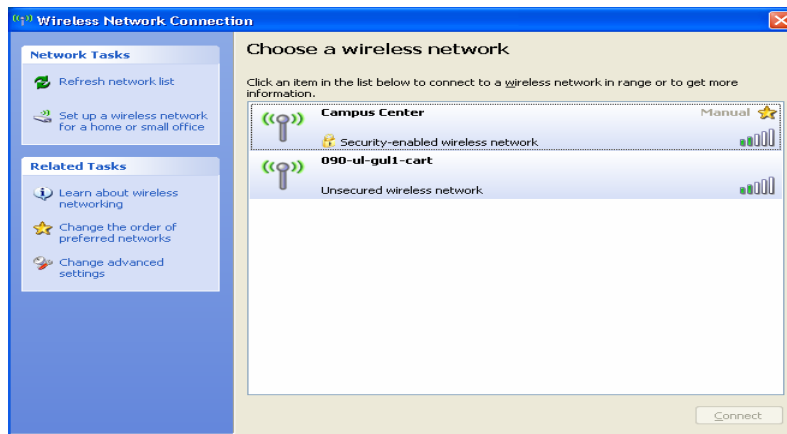 Wireless Network Connection
Network Tasks
Refresh network list
Set up a wireless network
for a home or small office
Related Tasks
Learn about wireless
networking
Change the order of
preferred networks
Change advanced
settings
Choose a wireless network
Click an item in the list below to connect to a wireless network in range or to get more
information.
Campus Center Manual
Security-enabled wireless network
090-ul-gul1-cart
Unsecured wireless network
Connect